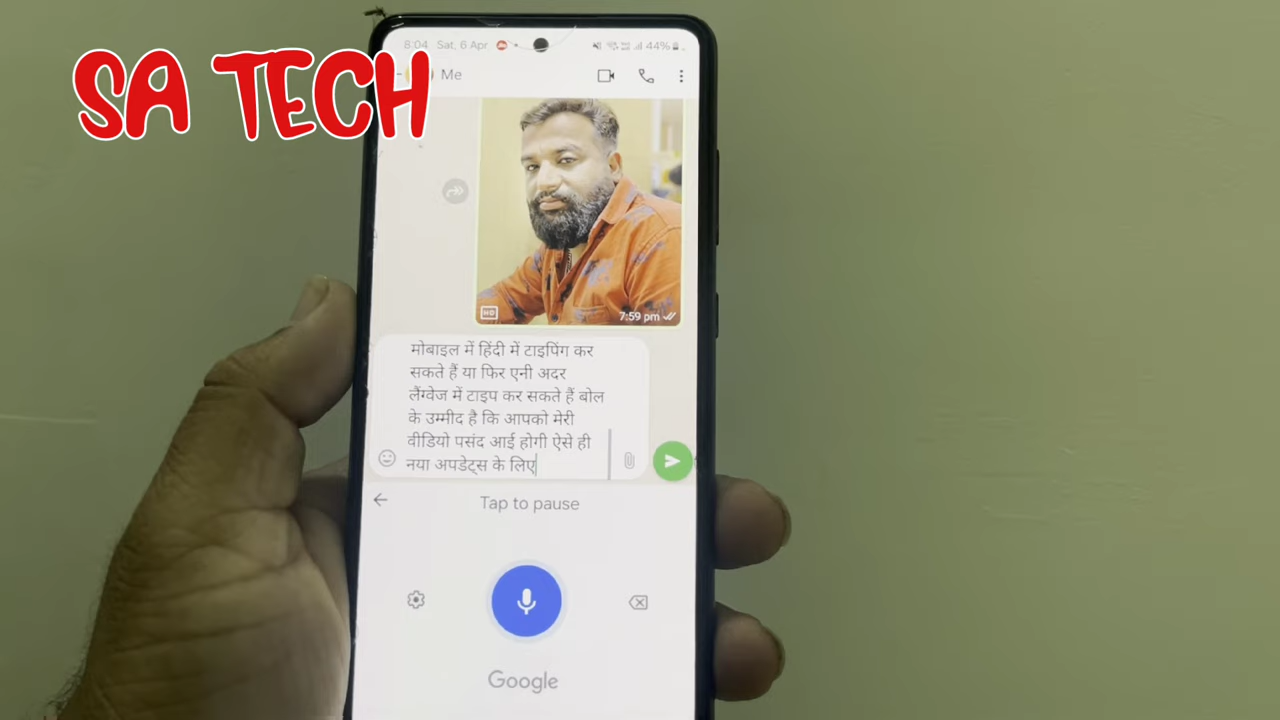 SA TECH
8:04 Sat, 6 Apr
44%
Me
HD
7:59 pm
मोबाइल में हिंदी में टाइपिंग कर
सकते हैं या फिर एनी अदर
लैंग्वेज में टाइप कर सकते हैं बोल
के उम्मीद है कि आपको मेरी
वीडियो पसंद आई होगी ऐसे ही
नया अपडेट्स के लिए
Tap to pause
Google